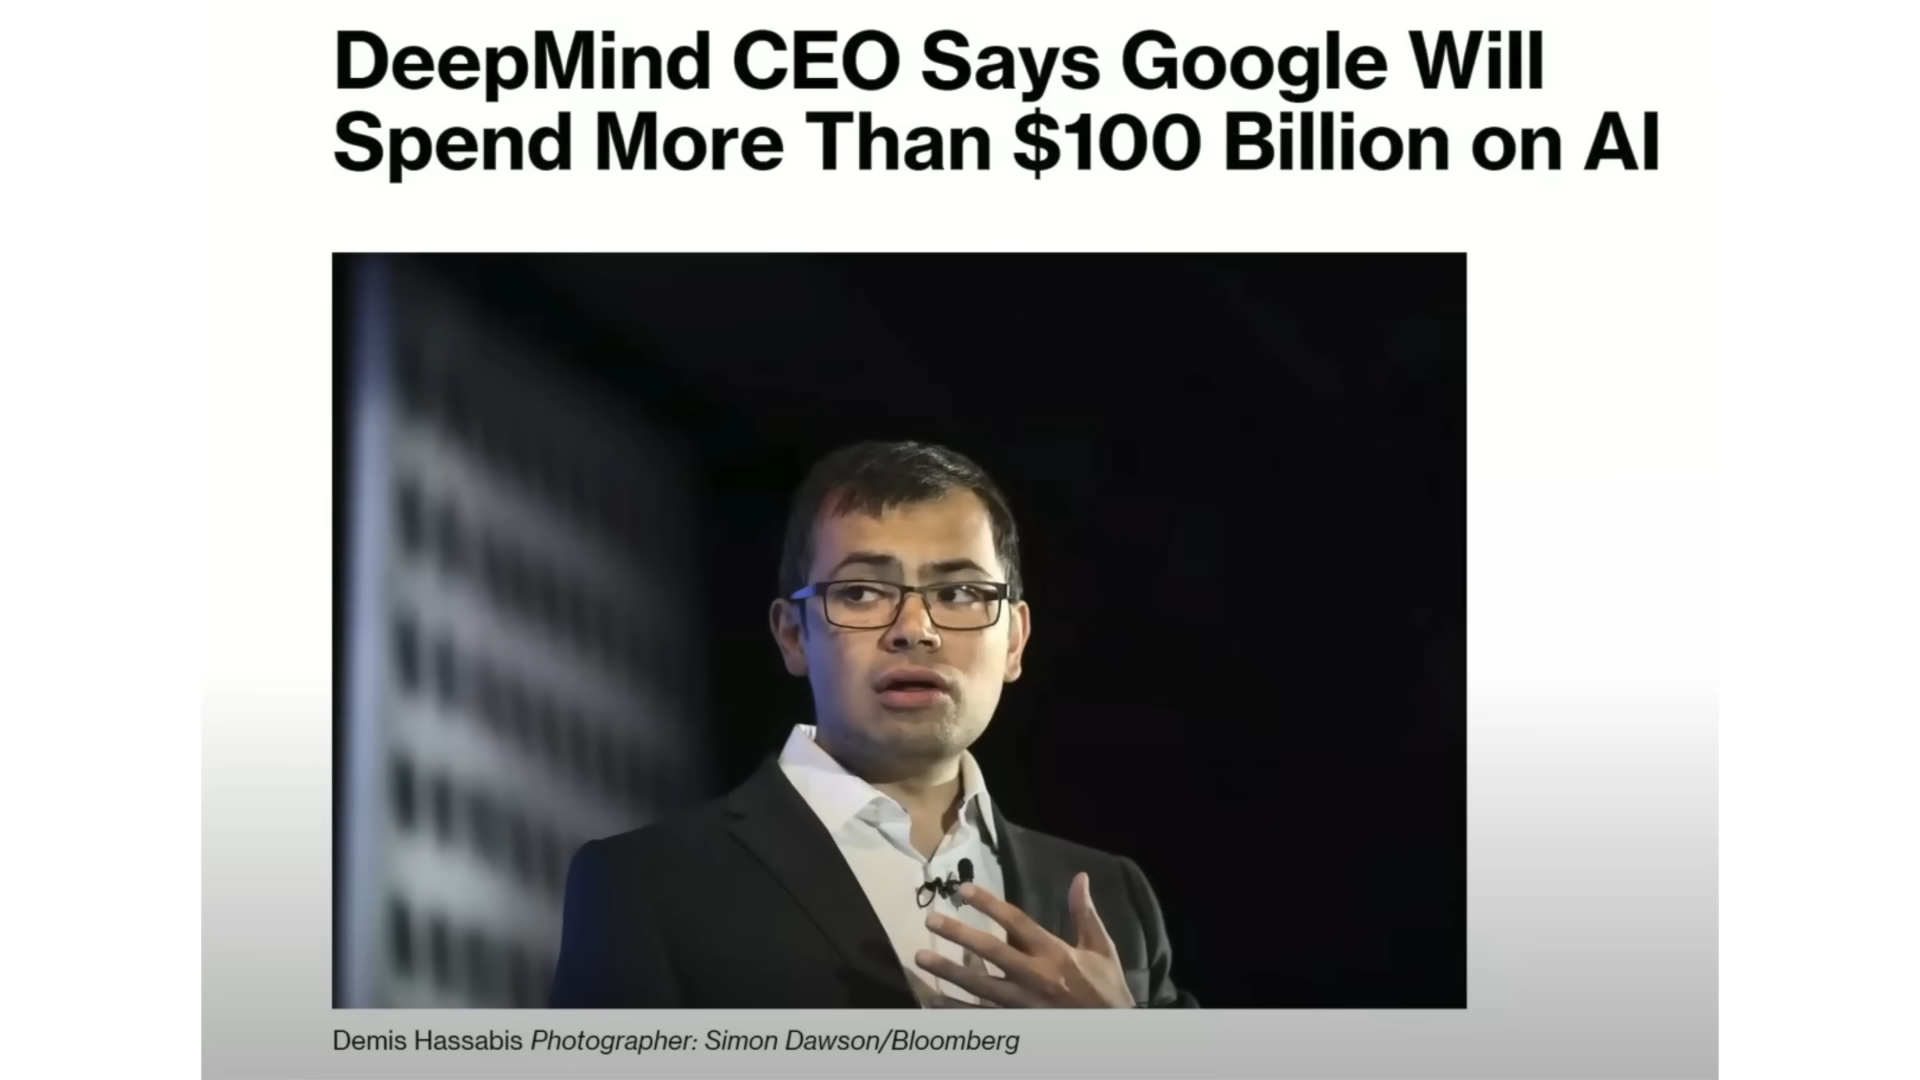 DeepMind CEO Says Google Will
Spend More Than $100 Billion on AI
Demis Hassabis Photographer: Simon Dawson/Bloomberg